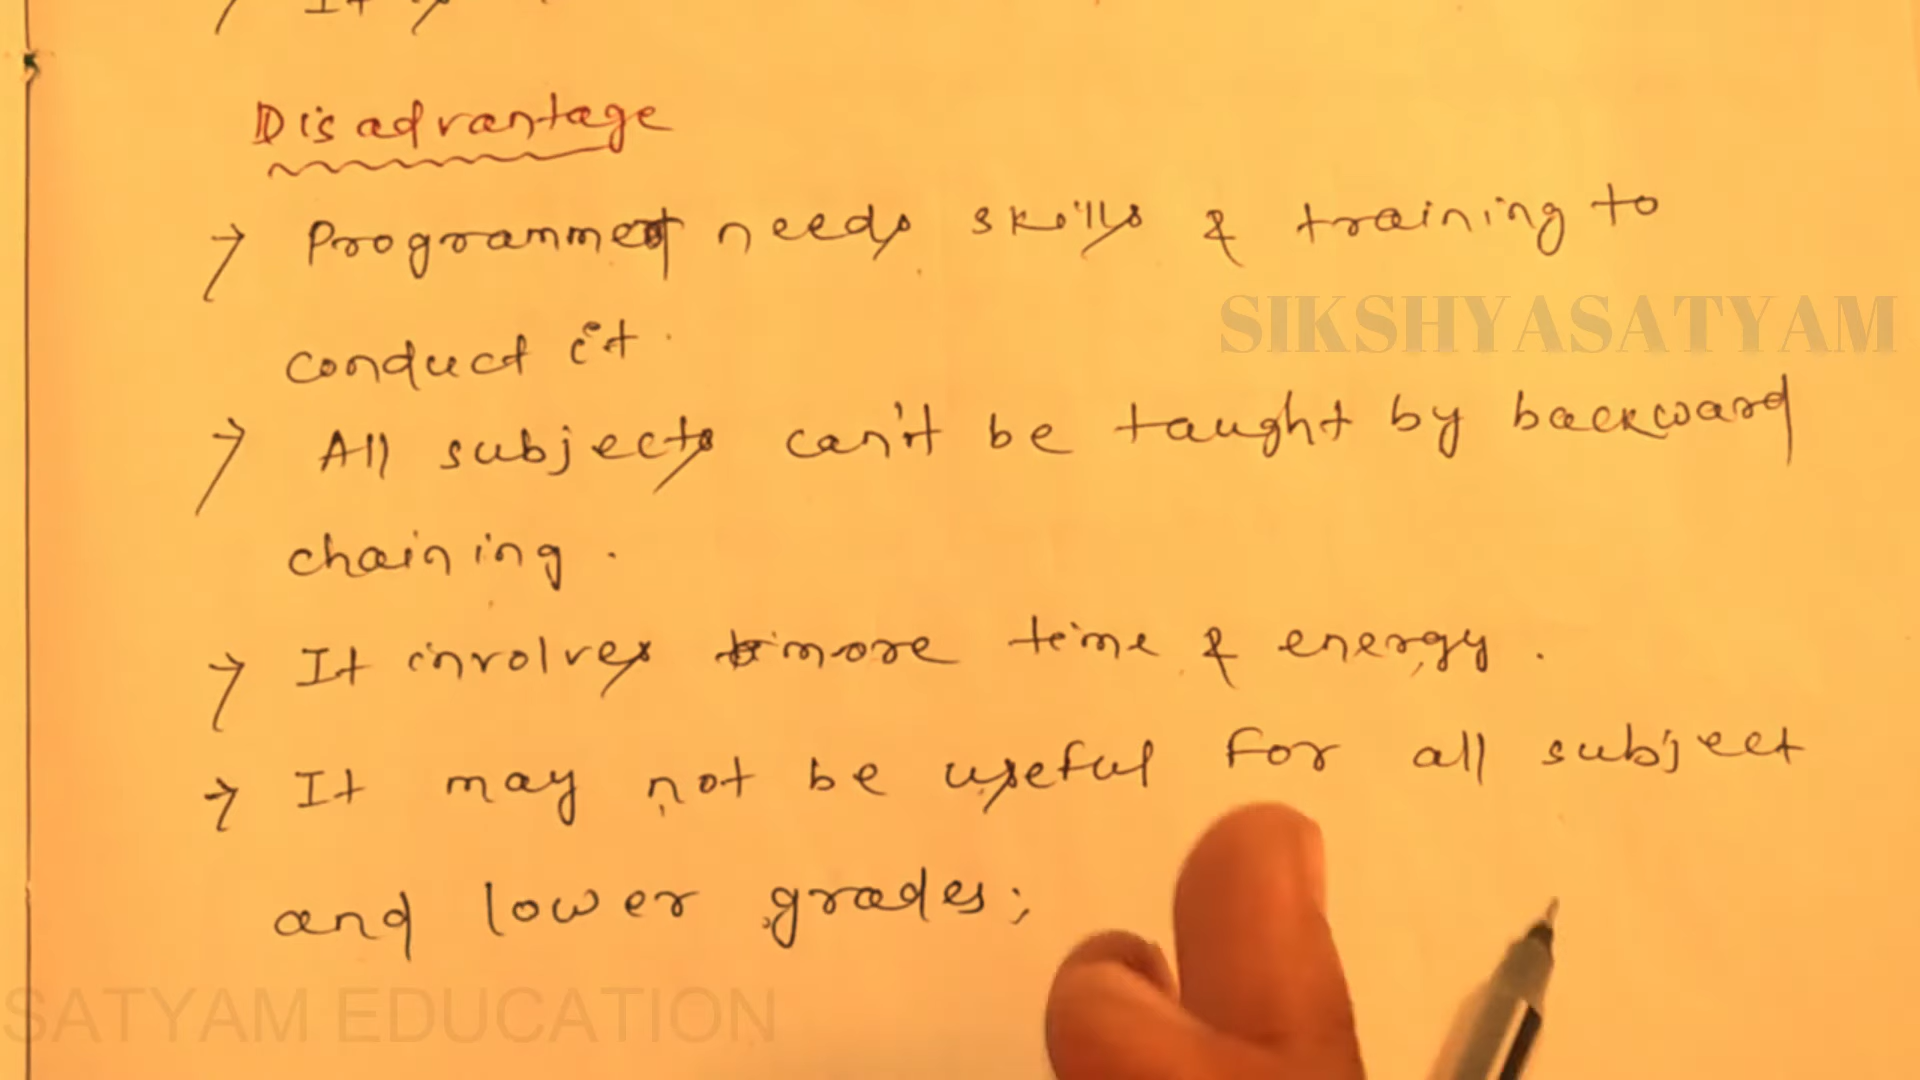 Disadvantage
→ Programmer needs skills & training to
SIKSHYASATYAM
conduct it.
→ All subjects can't be taught by backward
chaining.
→ It involves more time & energy.
→ It may not be useful for all subject
and lower grades;
SATYAM EDUCATION